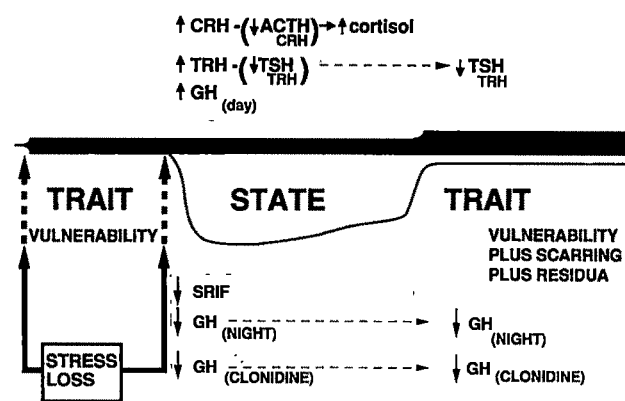 ↑ CRH -(↓ACTH CRH) → ↑ cortisol
↑ TRH -(↓TSH TRH) ----> ↓ TSH TRH
↑ GH (day)
TRAIT STATE TRAIT
VULNERABILITY
VULNERABILITY
PLUS SCARRING
PLUS RESIDUA
↓ SRIF
↓ GH (NIGHT) ----> ↓ GH (NIGHT)
↓ GH (CLONIDINE) ----> ↓ GH (CLONIDINE)
STRESS
LOSS